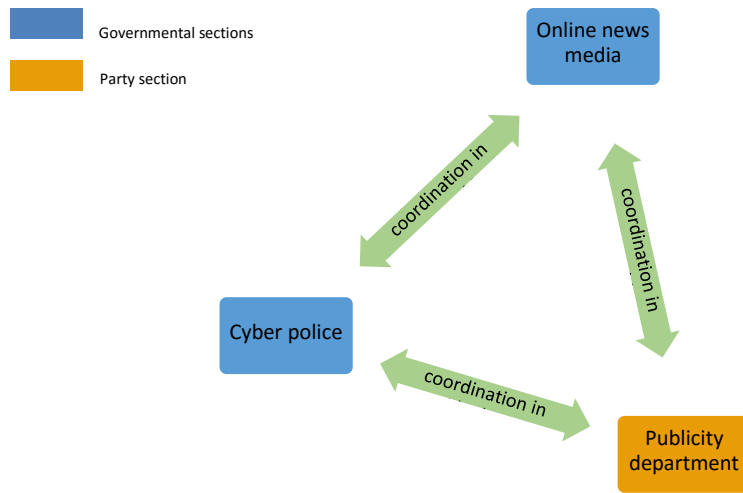 Governmental sections
Party section
Online news
media
coordination in
coordination in
Cyber police
coordination in
Publicity
department